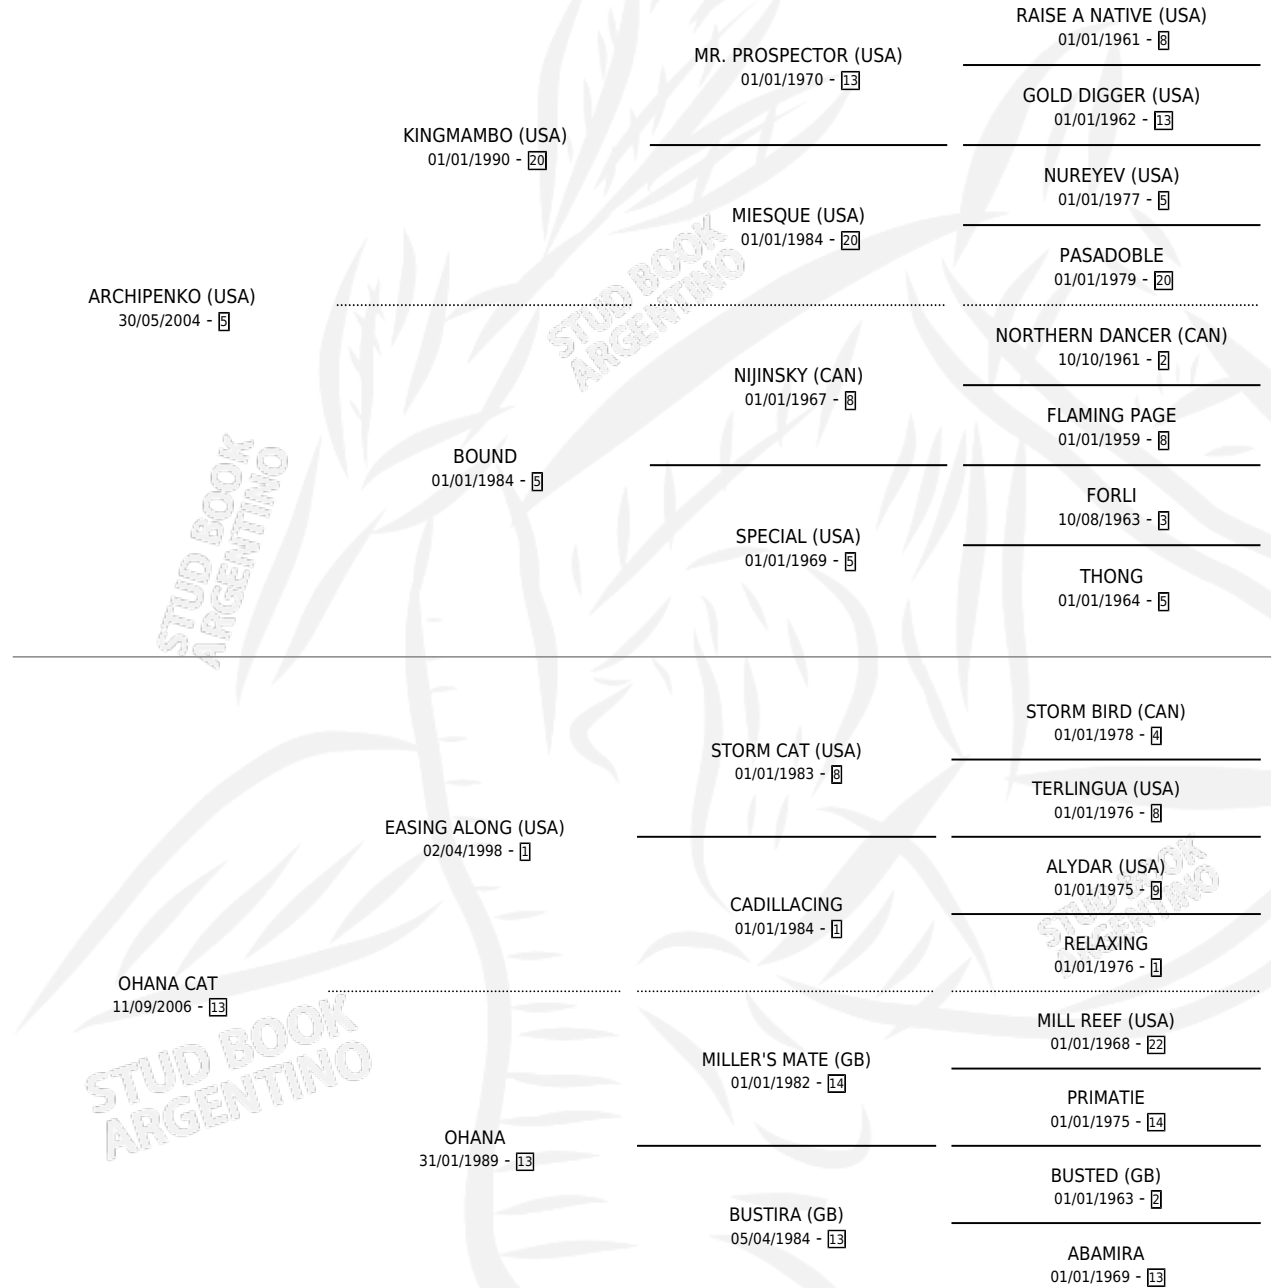 RAISE A NATIVE (USA)
01/01/1961 - 8
MR. PROSPECTOR (USA)
01/01/1970 - 13
GOLD DIGGER (USA)
01/01/1962 - 13
KINGMAMBO (USA)
01/01/1990 - 20
NUREYEV (USA)
01/01/1977 - 5
MIESQUE (USA)
01/01/1984 - 20
PASADOBLE
01/01/1979 - 20
ARCHIPENKO (USA)
30/05/2004 - 5
NORTHERN DANCER (CAN)
10/10/1961 - 2
NIJINSKY (CAN)
01/01/1967 - 8
FLAMING PAGE
01/01/1959 - 8
BOUND
01/01/1984 - 5
FORLI
10/08/1963 - 3
SPECIAL (USA)
01/01/1969 - 5
THONG
01/01/1964 - 5
STORM BIRD (CAN)
01/01/1978 - 4
STORM CAT (USA)
01/01/1983 - 8
TERLINGUA (USA)
01/01/1976 - 8
EASING ALONG (USA)
02/04/1998 - 1
ALYDAR (USA)
01/01/1975 - 9
CADILLACING
01/01/1984 - 1
RELAXING
01/01/1976 - 1
OHANA CAT
11/09/2006 - 13
MILL REEF (USA)
01/01/1968 - 22
MILLER'S MATE (GB)
01/01/1982 - 14
PRIMATIE
01/01/1975 - 14
OHANA
31/01/1989 - 13
BUSTED (GB)
01/01/1963 - 2
BUSTIRA (GB)
05/04/1984 - 13
ABAMIRA
01/01/1969 - 13
STUD BOOK
ARGENTINO
STUD BOOK
ARGENTINO
STUD BOOK
ARGENTINO
STUD BOOK
ARGENTINO